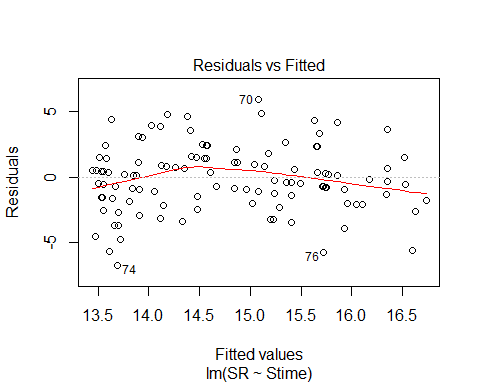 Residuals vs Fitted
Residuals
5
0
-5
70
74
76
13.5 14.0 14.5 15.0 15.5 16.0 16.5
Fitted values
lm(SR ~ Stime)